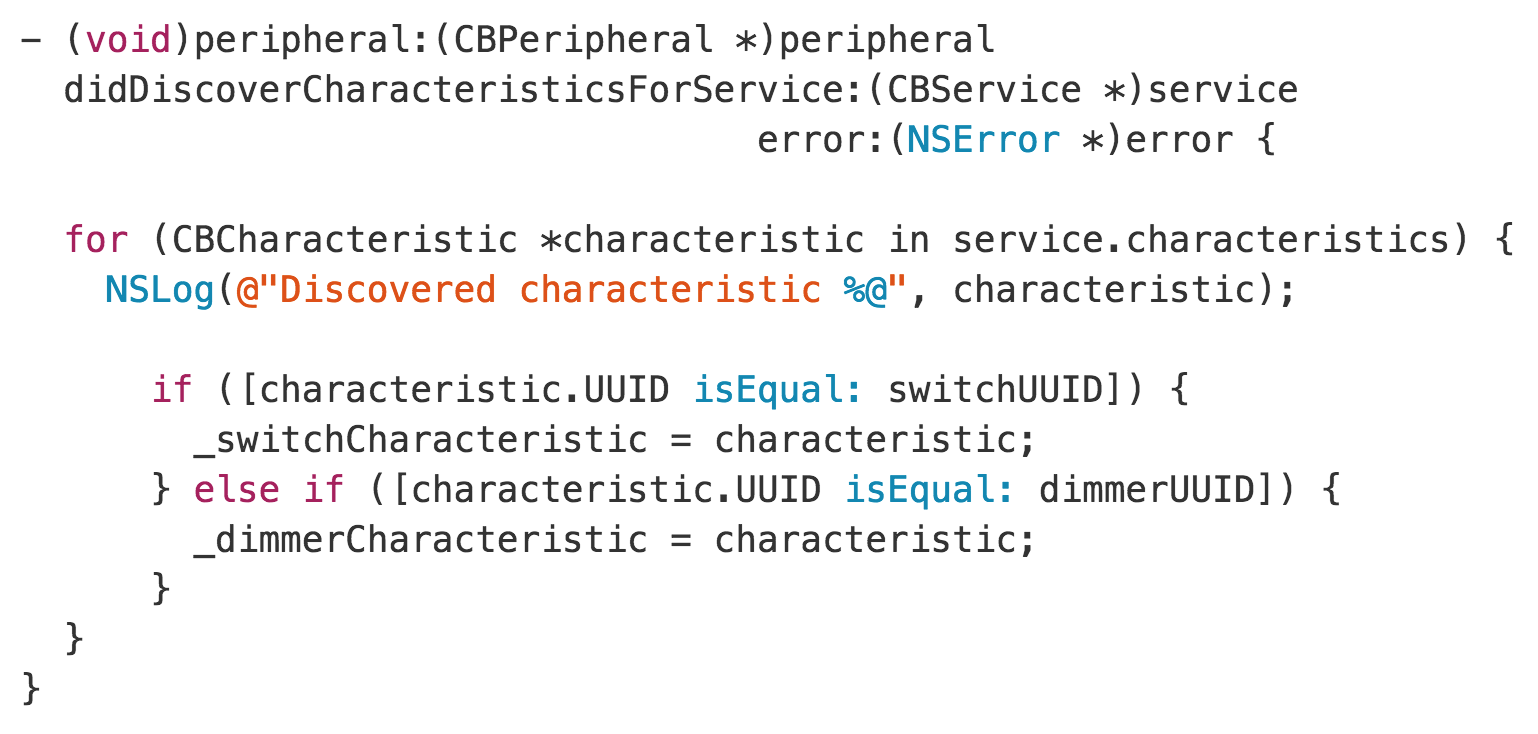 - (void)peripheral:(CBPeripheral *)peripheral
  didDiscoverCharacteristicsForService:(CBService *)service
                                  error:(NSError *)error {

  for (CBCharacteristic *characteristic in service.characteristics) {
    NSLog(@"Discovered characteristic %@", characteristic);

      if ([characteristic.UUID isEqual: switchUUID]) {
        _switchCharacteristic = characteristic;
      } else if ([characteristic.UUID isEqual: dimmerUUID]) {
        _dimmerCharacteristic = characteristic;
      }
  }
}